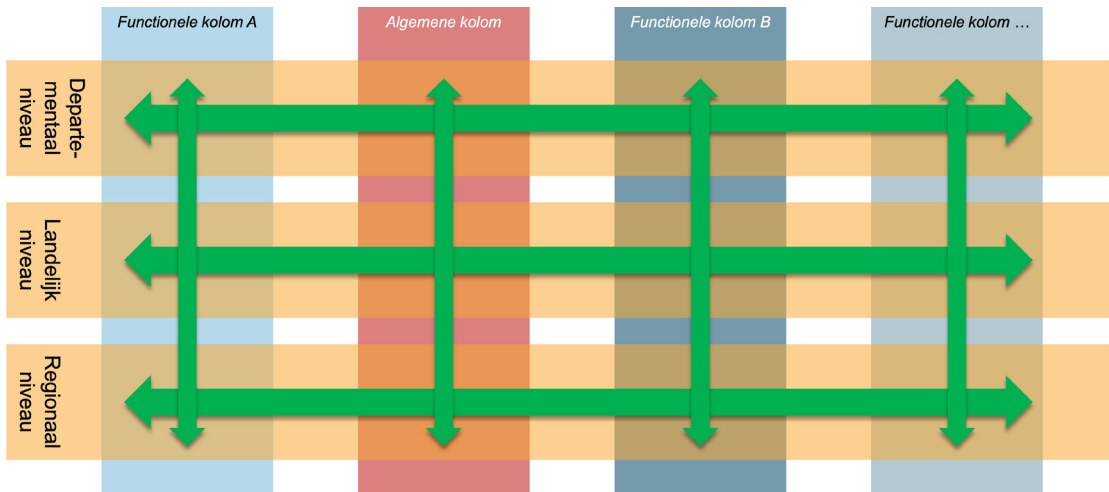 Functionele kolom A
Algemene kolom
Functionele kolom B
Functionele kolom …
Departe-
mentaal
niveau
Landelijk
niveau
Regionaal
niveau